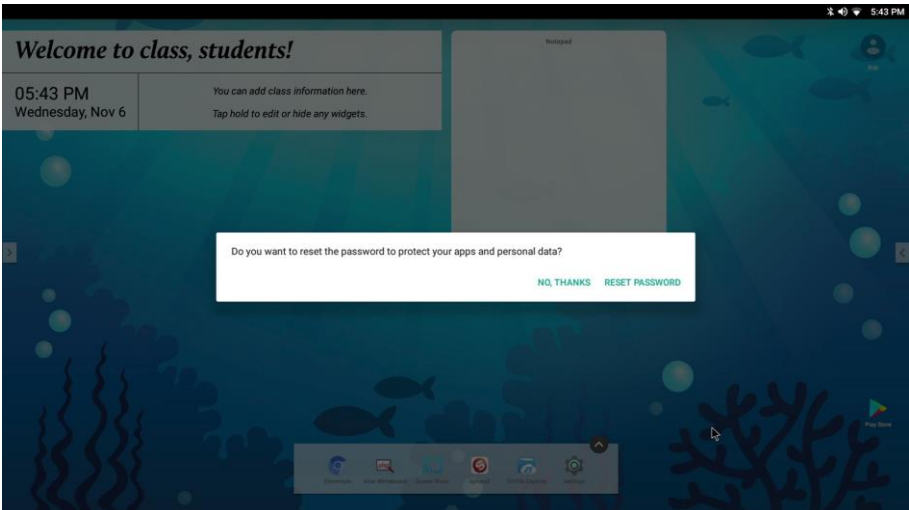 5:43 PM
Welcome to class, students!
Notepad
05:43 PM
Wednesday, Nov 6
You can add class information here.
Tap hold to edit or hide any widgets.
Do you want to reset the password to protect your apps and personal data?
NO, THANKS RESET PASSWORD
Play Store
Settings